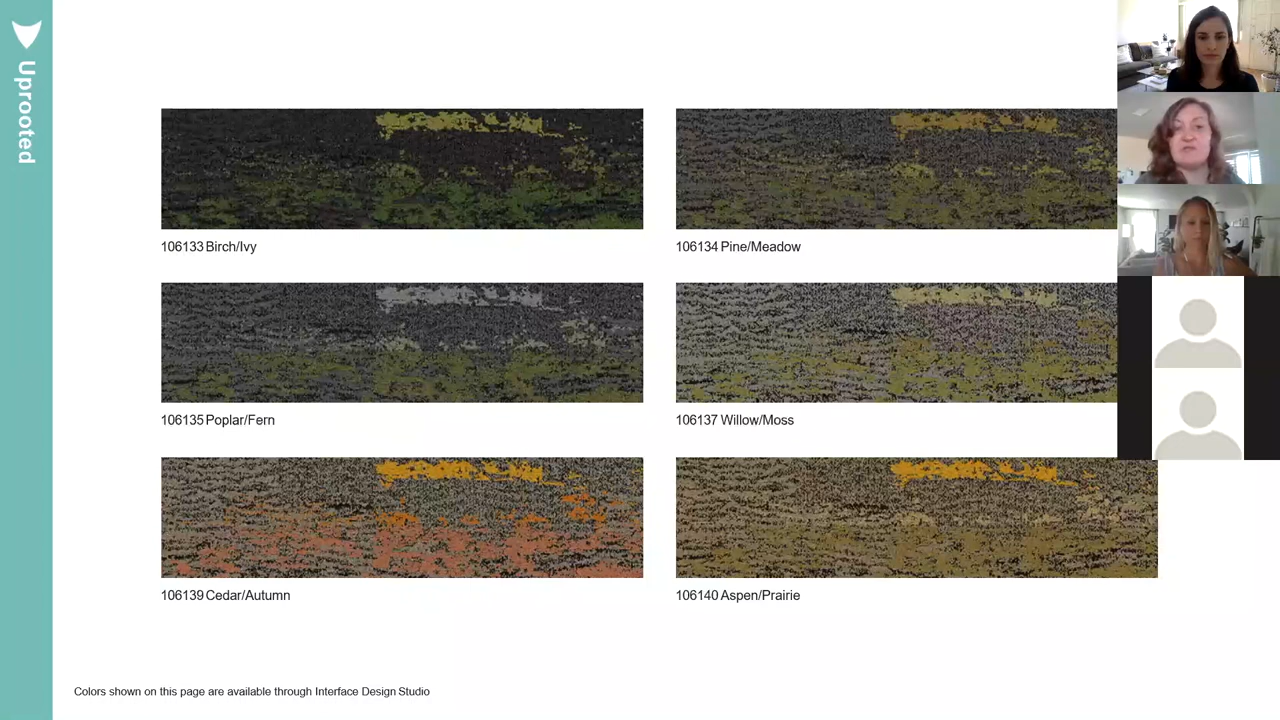 Uprooted
106133 Birch/Ivy
106134 Pine/Meadow
106135 Poplar/Fern
106137 Willow/Moss
106139 Cedar/Autumn
106140 Aspen/Prairie
Colors shown on this page are available through Interface Design Studio